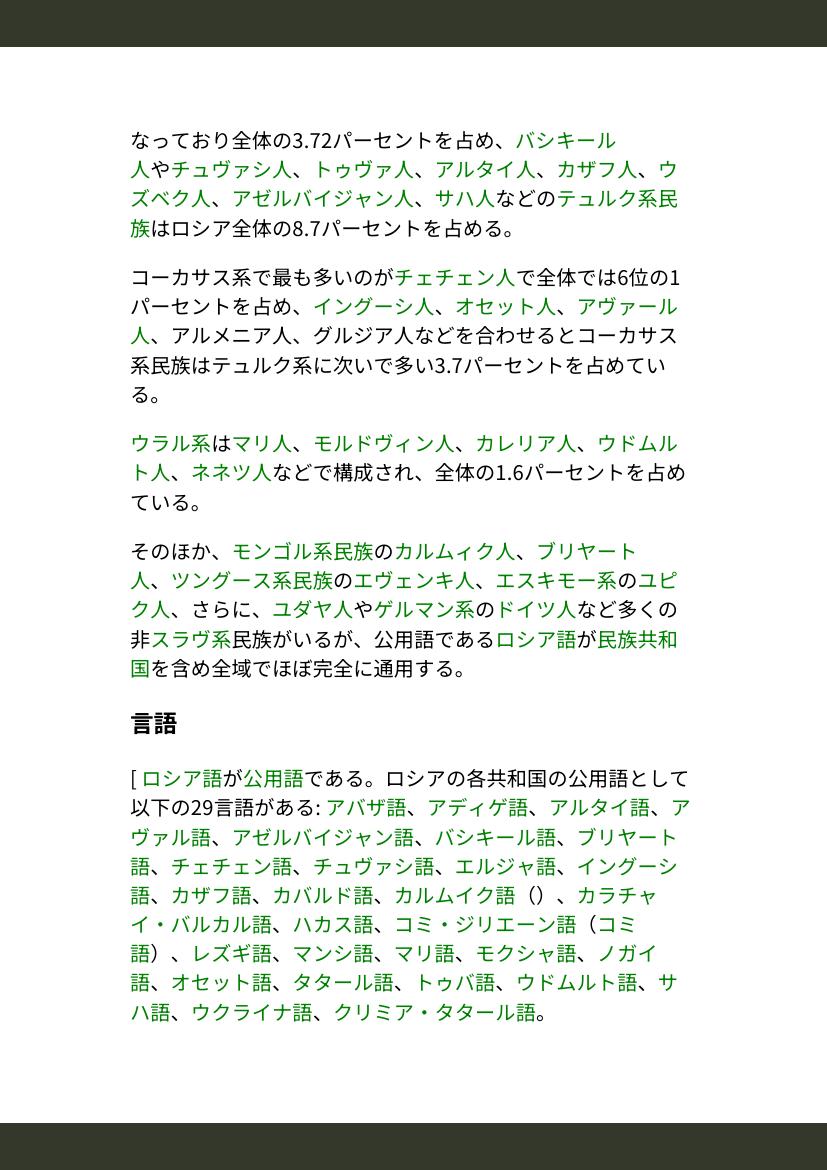 なっており全体の3.72パーセントを占め、バシキール
人やチュヴァシ人、トゥヴァ人、アルタイ人、カザフ人、ウ
ズベク人、アゼルバイジャン人、サハ人などのテュルク系民
族はロシア全体の8.7パーセントを占める。
コーカサス系で最も多いのがチェチェン人で全体では6位の1
パーセントを占め、イングーシ人、オセット人、アヴァール
人、アルメニア人、グルジア人などを合わせるとコーカサス
系民族はテュルク系に次いで多い3.7パーセントを占めてい
る。
ウラル系はマリ人、モルドヴィン人、カレリア人、ウドムル
ト人、ネネツ人などで構成され、全体の1.6パーセントを占め
ている。
そのほか、モンゴル系民族のカルムィク人、ブリヤート
人、ツングース系民族のエヴェンキ人、エスキモー系のユピ
ク人、さらに、ユダヤ人やゲルマン系のドイツ人など多くの
非スラヴ系民族がいるが、公用語であるロシア語が民族共和
国を含め全域でほぼ完全に通用する。
言語
[ ロシア語が公用語である。ロシアの各共和国の公用語として
以下の29言語がある: アバザ語、アディゲ語、アルタイ語、ア
ヴァル語、アゼルバイジャン語、バシキール語、ブリヤート
語、チェチェン語、チュヴァシ語、エルジャ語、イングーシ
語、カザフ語、カバルド語、カルムイク語（）、カラチャ
イ・バルカル語、ハカス語、コミ・ジリエーン語（コミ
語）、レズギ語、マンシ語、マリ語、モクシャ語、ノガイ
語、オセット語、タタール語、トゥバ語、ウドムルト語、サ
ハ語、ウクライナ語、クリミア・タタール語。